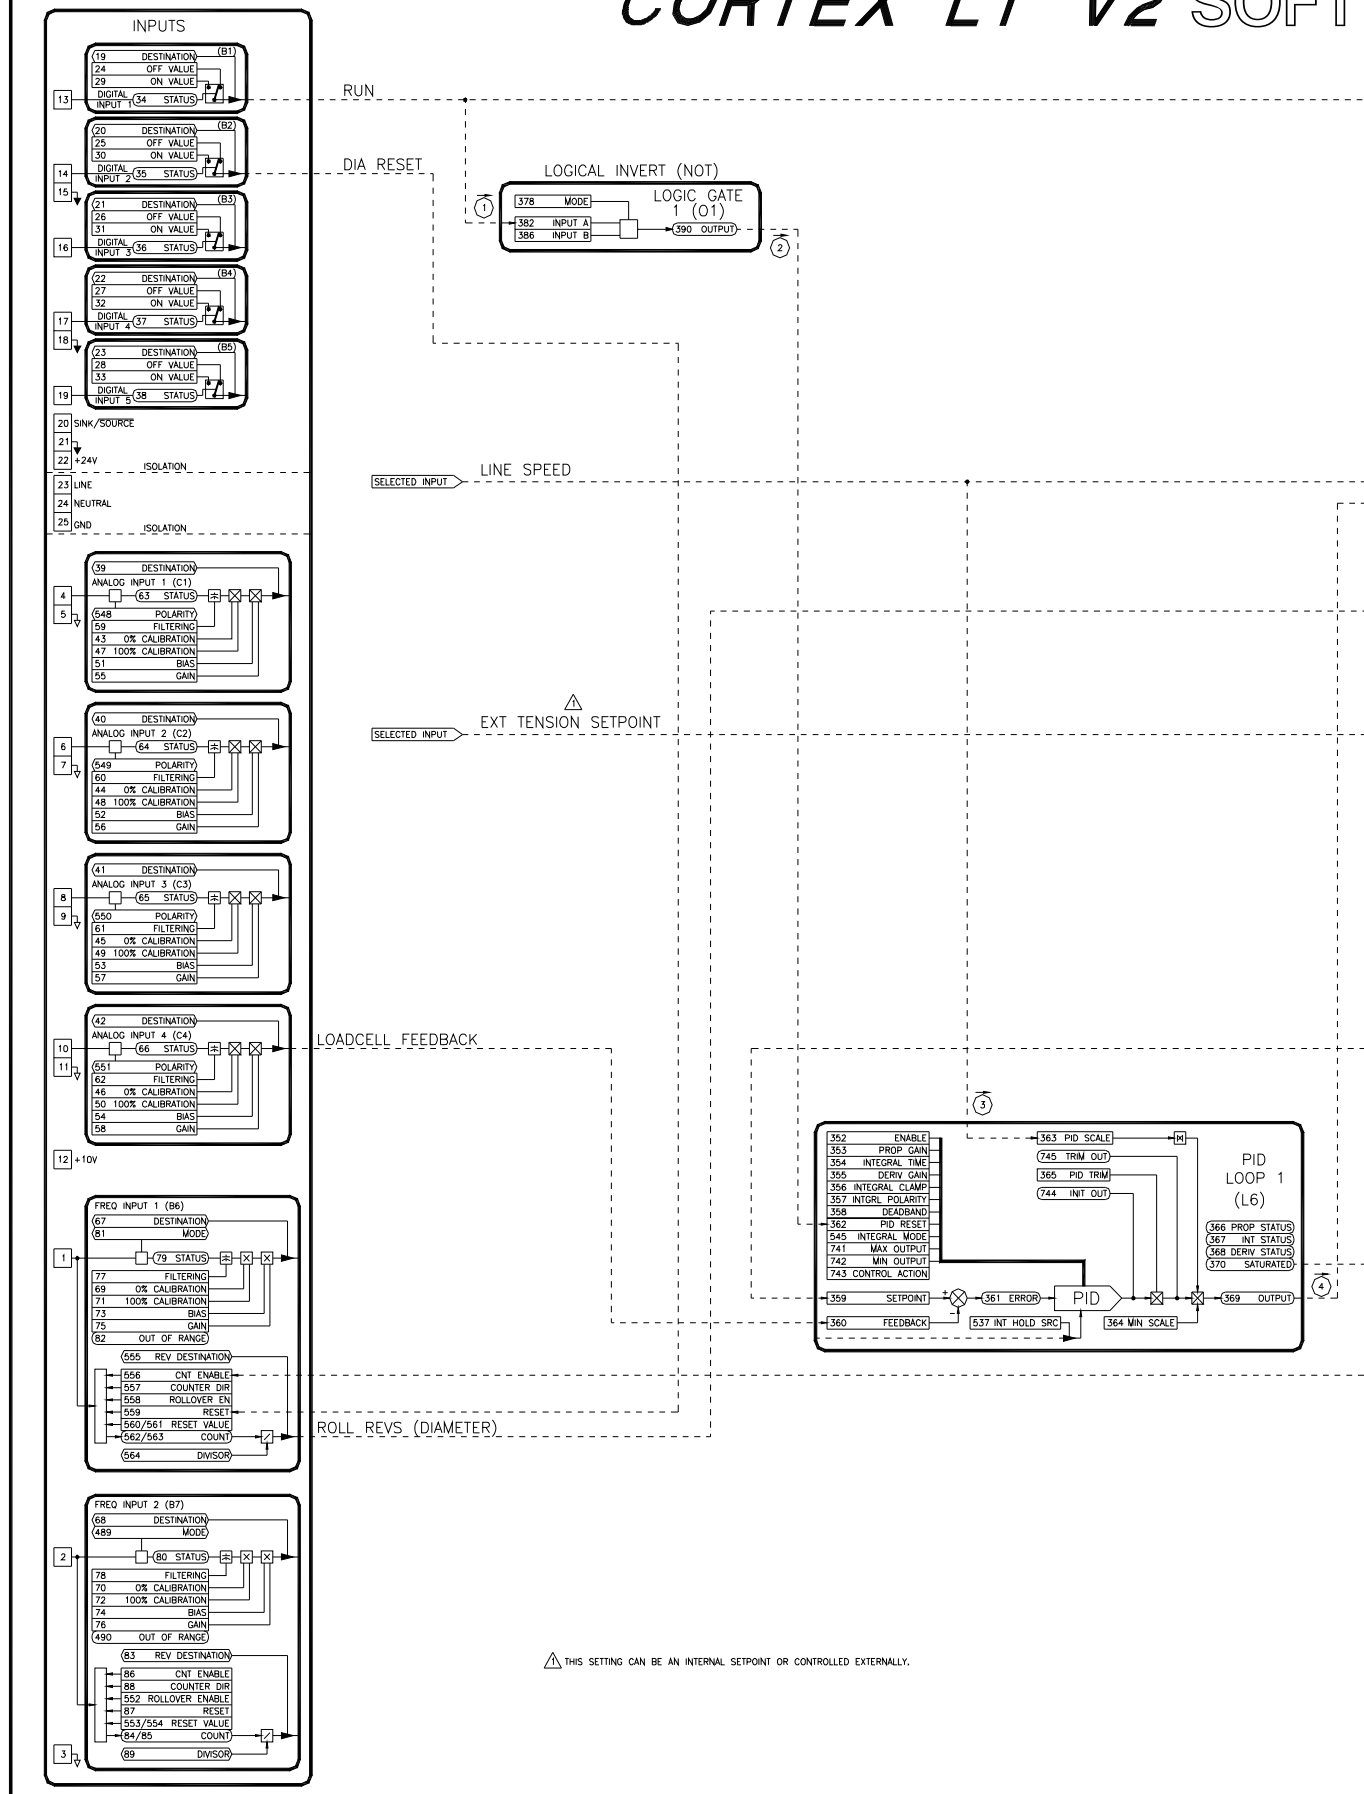 CORTEX LT V2 SOFT
INPUTS
(B1)
19 DESTINATION
24 OFF VALUE
29 ON VALUE
13 DIGITAL INPUT 1 34 STATUS
RUN
(B2)
20 DESTINATION
25 OFF VALUE
30 ON VALUE
14 DIGITAL INPUT 2 35 STATUS
DIA RESET
15
(B3)
21 DESTINATION
26 OFF VALUE
31 ON VALUE
16 DIGITAL INPUT 3 36 STATUS
(B4)
22 DESTINATION
27 OFF VALUE
32 ON VALUE
17 DIGITAL INPUT 4 37 STATUS
18
(B5)
23 DESTINATION
28 OFF VALUE
33 ON VALUE
19 DIGITAL INPUT 5 38 STATUS
20 SINK/SOURCE
21
22 +24V
ISOLATION
23 LINE
24 NEUTRAL
25 GND
ISOLATION
LOGICAL INVERT (NOT)
1
378 MODE
LOGIC GATE
1 (O1)
382 INPUT A
386 INPUT B
390 OUTPUT
2
SELECTED INPUT
LINE SPEED
39 DESTINATION
ANALOG INPUT 1 (C1)
4
63 STATUS
5
548 POLARITY
59 FILTERING
43 0% CALIBRATION
47 100% CALIBRATION
51 BIAS
55 GAIN
1
SELECTED INPUT
EXT TENSION SETPOINT
40 DESTINATION
ANALOG INPUT 2 (C2)
6
64 STATUS
7
549 POLARITY
60 FILTERING
44 0% CALIBRATION
48 100% CALIBRATION
52 BIAS
56 GAIN
41 DESTINATION
ANALOG INPUT 3 (C3)
8
65 STATUS
9
550 POLARITY
61 FILTERING
45 0% CALIBRATION
49 100% CALIBRATION
53 BIAS
57 GAIN
42 DESTINATION
ANALOG INPUT 4 (C4)
10
66 STATUS
LOADCELL FEEDBACK
11
551 POLARITY
62 FILTERING
46 0% CALIBRATION
50 100% CALIBRATION
54 BIAS
58 GAIN
12 +10V
3
352 ENABLE
353 PROP GAIN
354 INTEGRAL TIME
355 DERIV GAIN
356 INTEGRAL CLAMP
357 INTGRL POLARITY
358 DEADBAND
362 PID RESET
545 INTEGRAL MODE
741 MAX OUTPUT
742 MIN OUTPUT
743 CONTROL ACTION
359 SETPOINT
360 FEEDBACK
+
-
361 ERROR
PID
537 INT HOLD SRC
363 PID SCALE
745 TRIM OUT
365 PID TRIM
744 INIT OUT
364 MIN SCALE
PID
LOOP 1
(L6)
366 PROP STATUS
367 INT STATUS
368 DERIV STATUS
370 SATURATED
369 OUTPUT
4
FREQ INPUT 1 (B6)
67 DESTINATION
81 MODE
1
79 STATUS
77 FILTERING
69 0% CALIBRATION
71 100% CALIBRATION
73 BIAS
75 GAIN
82 OUT OF RANGE
555 REV DESTINATION
556 CNT ENABLE
557 COUNTER DIR
558 ROLLOVER EN
559 RESET
560/561 RESET VALUE
562/563 COUNT
564 DIVISOR
ROLL REVS (DIAMETER)
FREQ INPUT 2 (B7)
68 DESTINATION
489 MODE
2
80 STATUS
78 FILTERING
70 0% CALIBRATION
72 100% CALIBRATION
74 BIAS
76 GAIN
490 OUT OF RANGE
83 REV DESTINATION
86 CNT ENABLE
88 COUNTER DIR
552 ROLLOVER ENABLE
87 RESET
553/554 RESET VALUE
84/85 COUNT
89 DIVISOR
3
1 THIS SETTING CAN BE AN INTERNAL SETPOINT OR CONTROLLED EXTERNALLY.